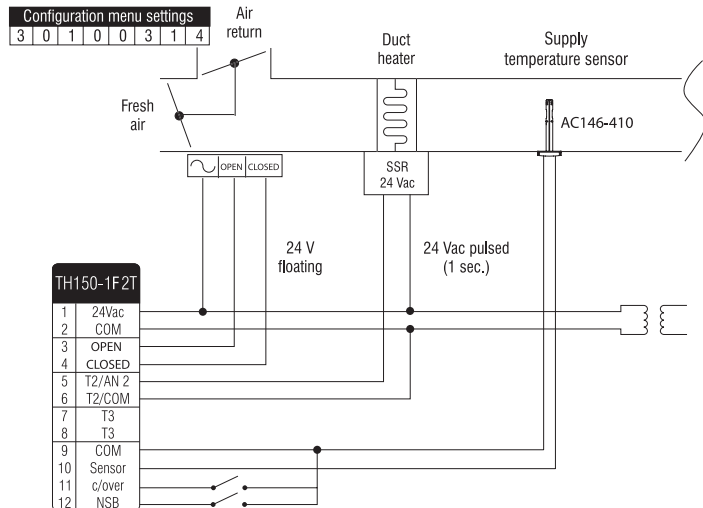 Configuration menu settings
3 0 1 0 0 3 1 4
Air
return
Duct
heater
Supply
temperature sensor
Fresh
air
AC146-410
OPEN CLOSED
SSR
24 Vac
24 V
floating
24 Vac pulsed
(1 sec.)
TH150-1F2T
1 24Vac
2 COM
3 OPEN
4 CLOSED
5 T2/AN 2
6 T2/COM
7 T3
8 T3
9 COM
10 Sensor
11 c/over
12 NSB